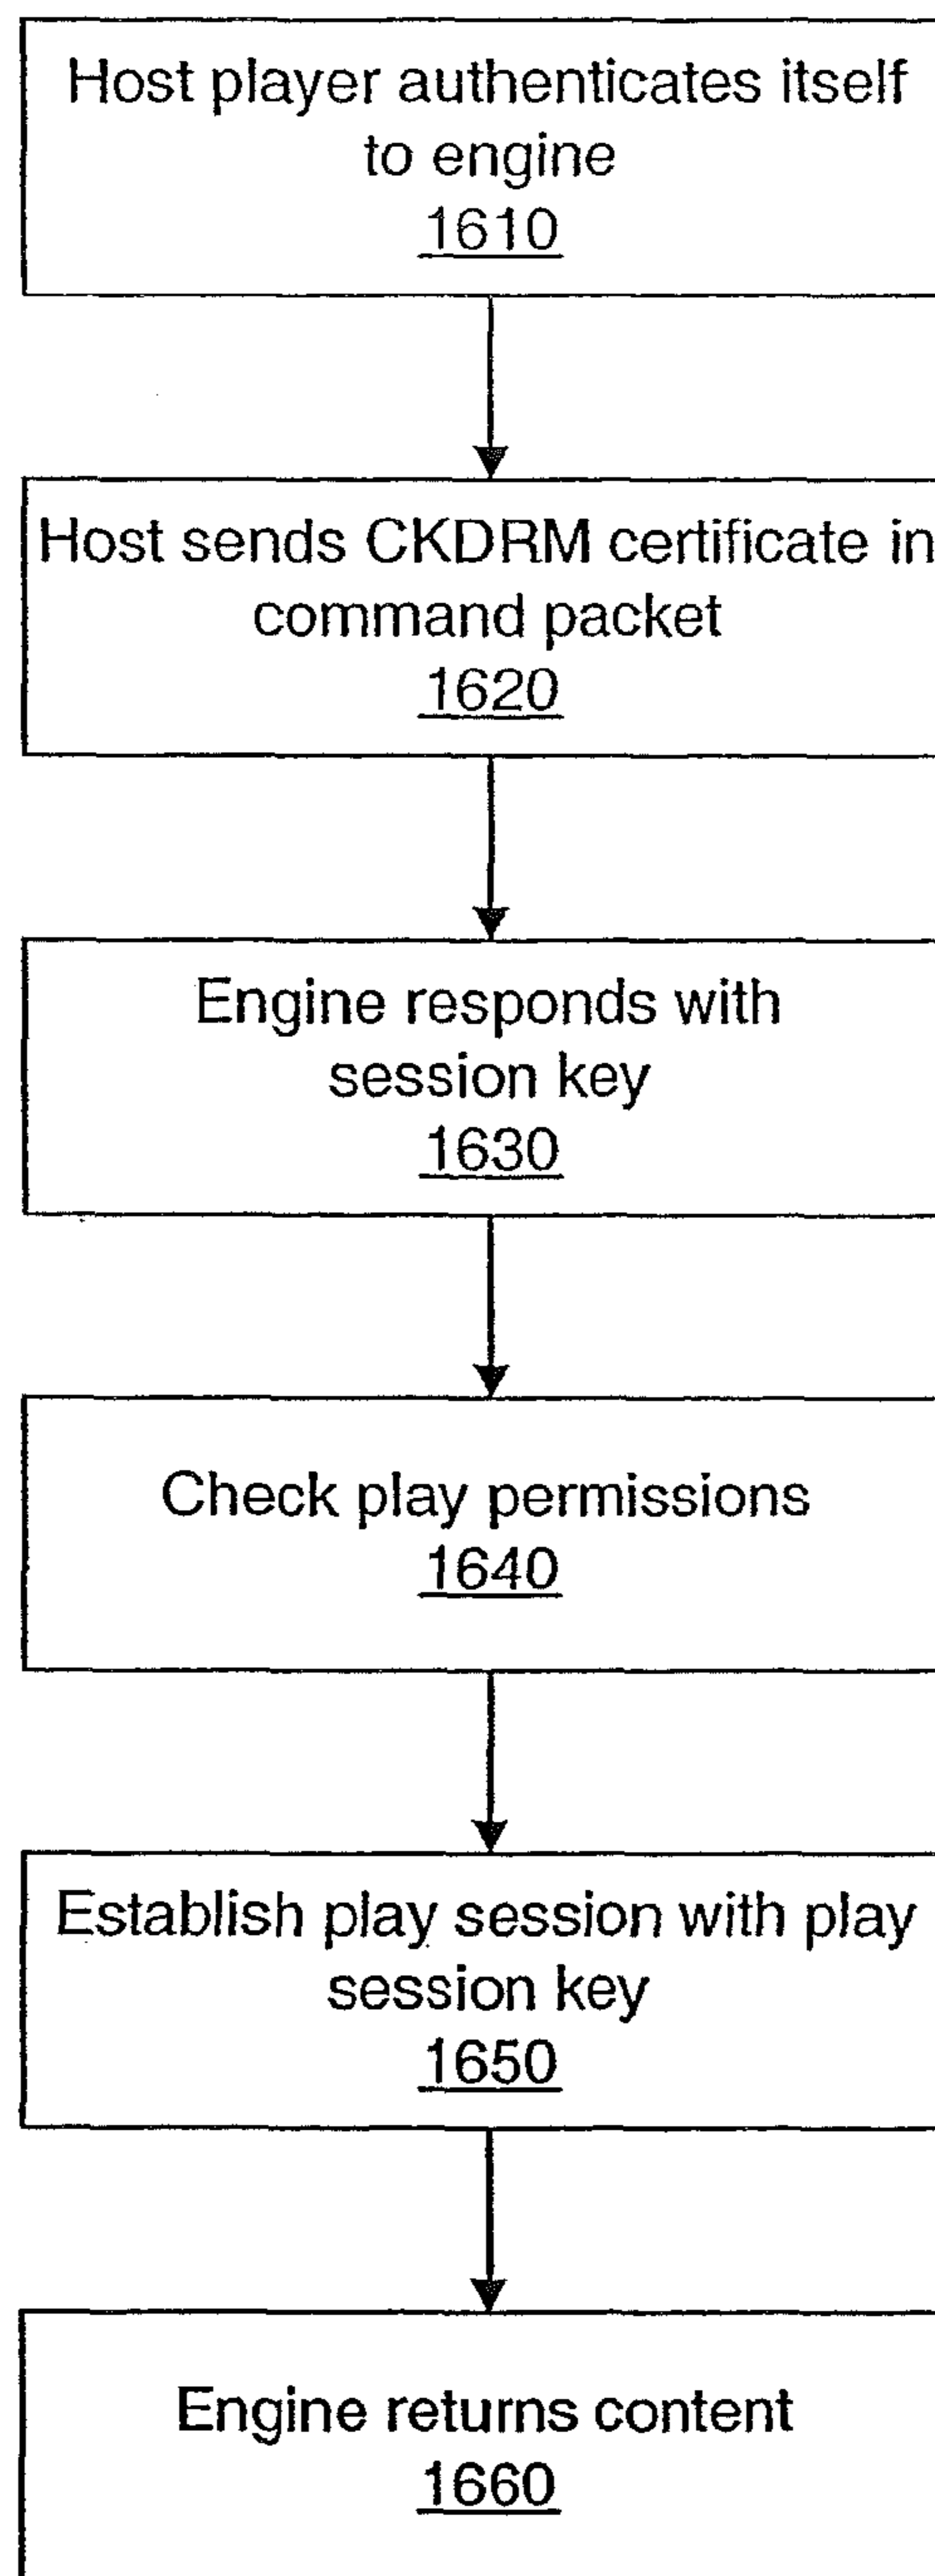 Host player authenticates itself
to engine
1610
Host sends CKDRM certificate in
command packet
1620
Engine responds with
session key
1630
Check play permissions
1640
Establish play session with play
session key
1650
Engine returns content
1660